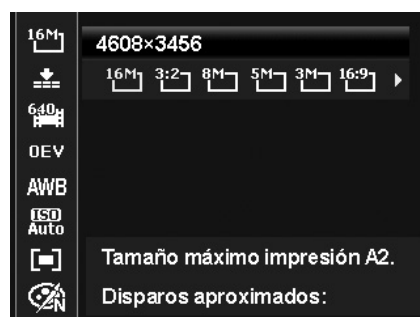 16M
4608×3456
16M 3:2 8M 5M 3M 16:9
640
0EV
AWB
ISO
Auto
Tamaño máximo impresión A2.
N
Disparos aproximados: